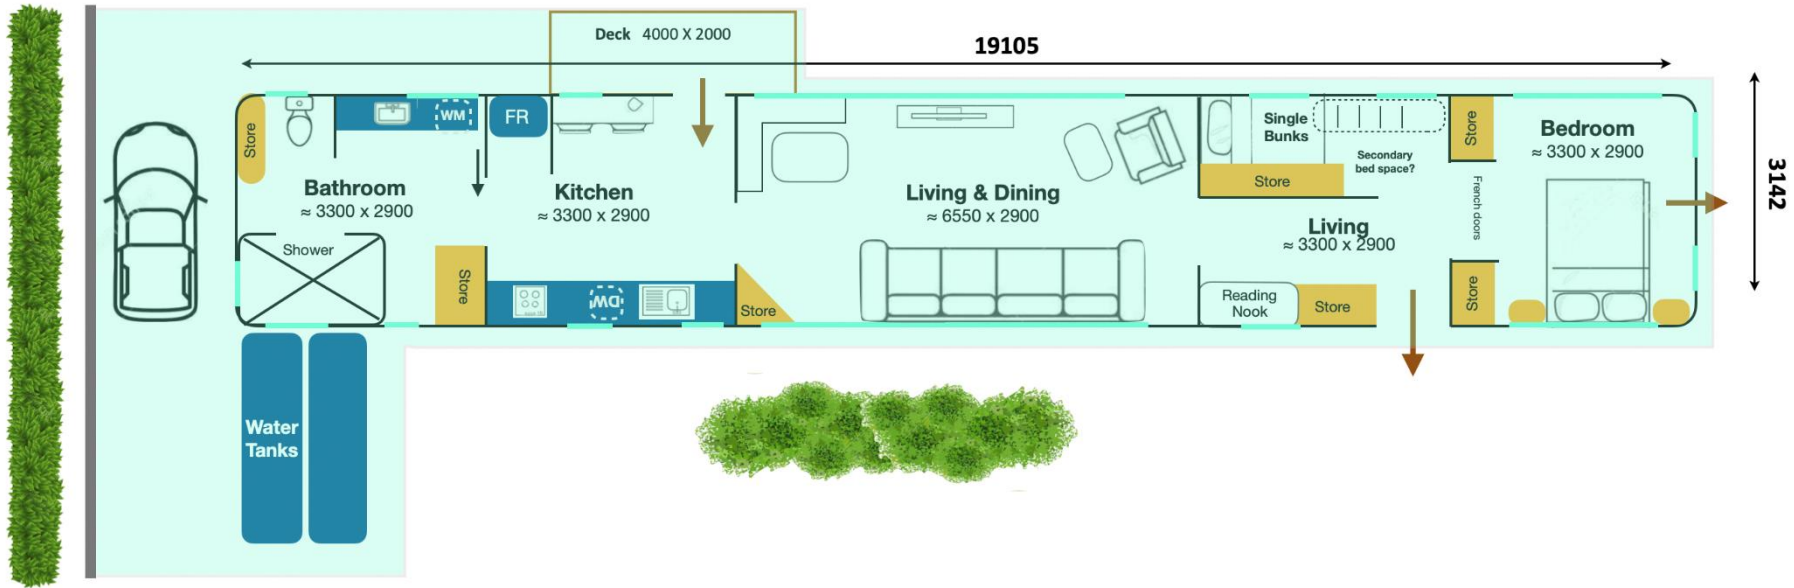 Deck 4000 X 2000
19105
3142
Store
WM
FR
Bathroom
≈ 3300 x 2900
Shower
Store
Kitchen
≈ 3300 x 2900
DW
Store
Living & Dining
≈ 6550 x 2900
Single
Bunks
Secondary
bed space?
Store
Living
≈ 3300 x 2900
Reading
Nook
Store
Store
French doors
Store
Bedroom
≈ 3300 x 2900
Water
Tanks